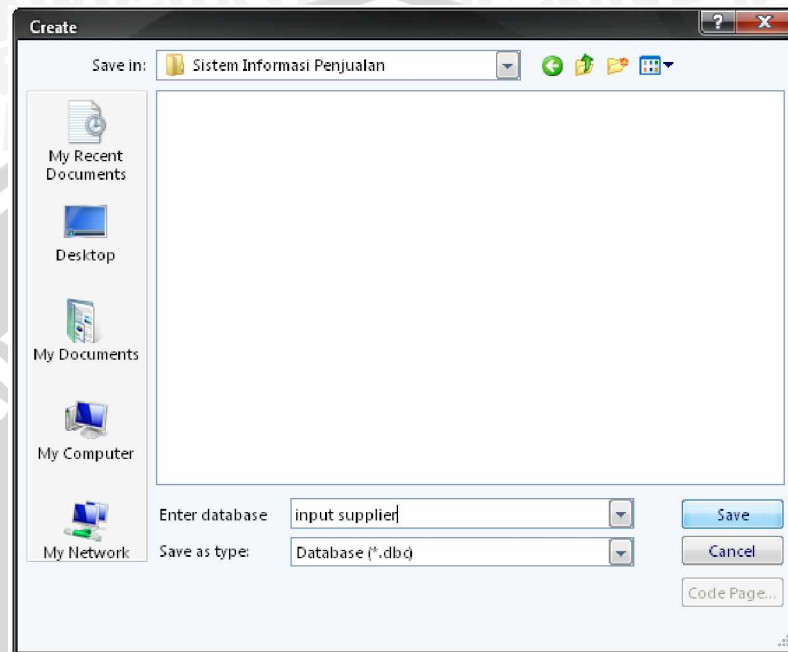 Create
Save in: Sistem Informasi Penjualan
My Recent
Documents
Desktop
My Documents
My Computer
My Network
Enter database input supplier Save
Save as type: Database (*.dbc) Cancel
Code Page...